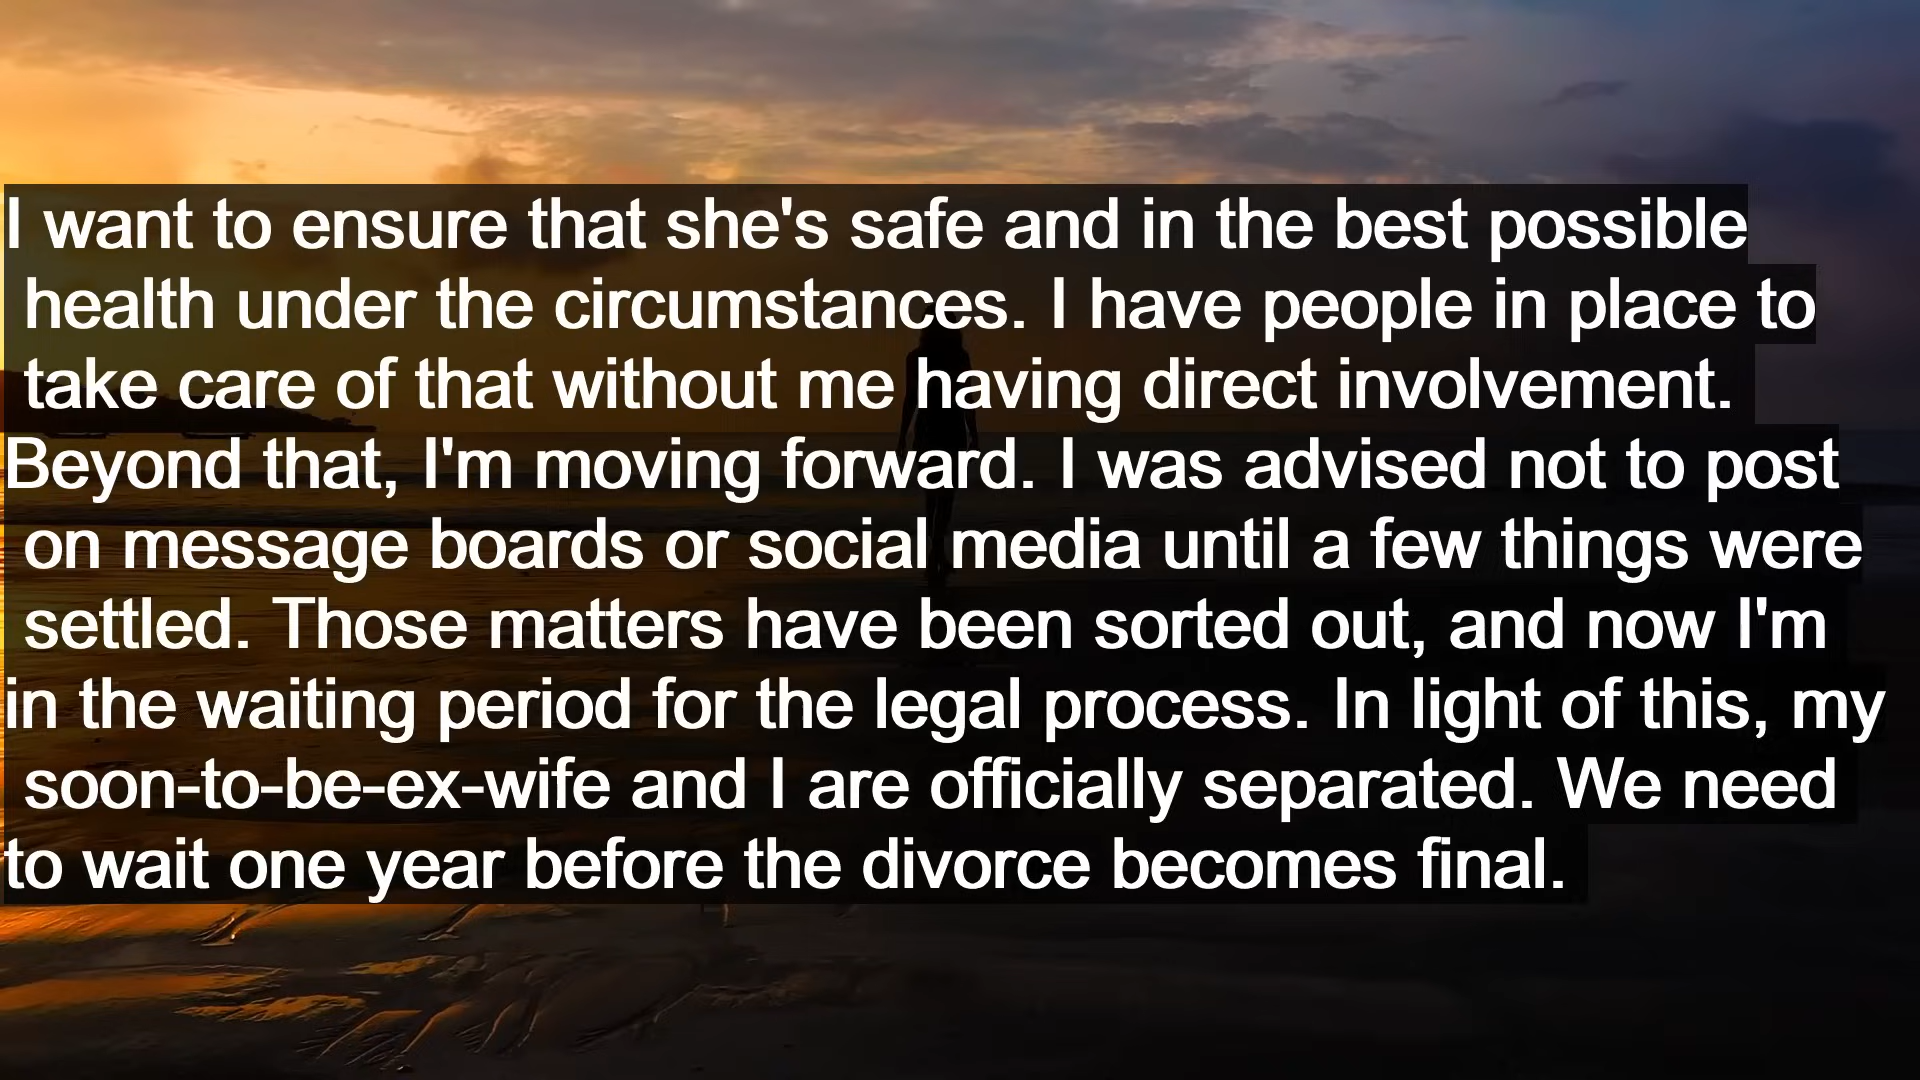 I want to ensure that she's safe and in the best possible
health under the circumstances. I have people in place to
take care of that without me having direct involvement.
Beyond that, I'm moving forward. I was advised not to post
on message boards or social media until a few things were
settled. Those matters have been sorted out, and now I'm
in the waiting period for the legal process. In light of this, my
soon-to-be-ex-wife and I are officially separated. We need
to wait one year before the divorce becomes final.